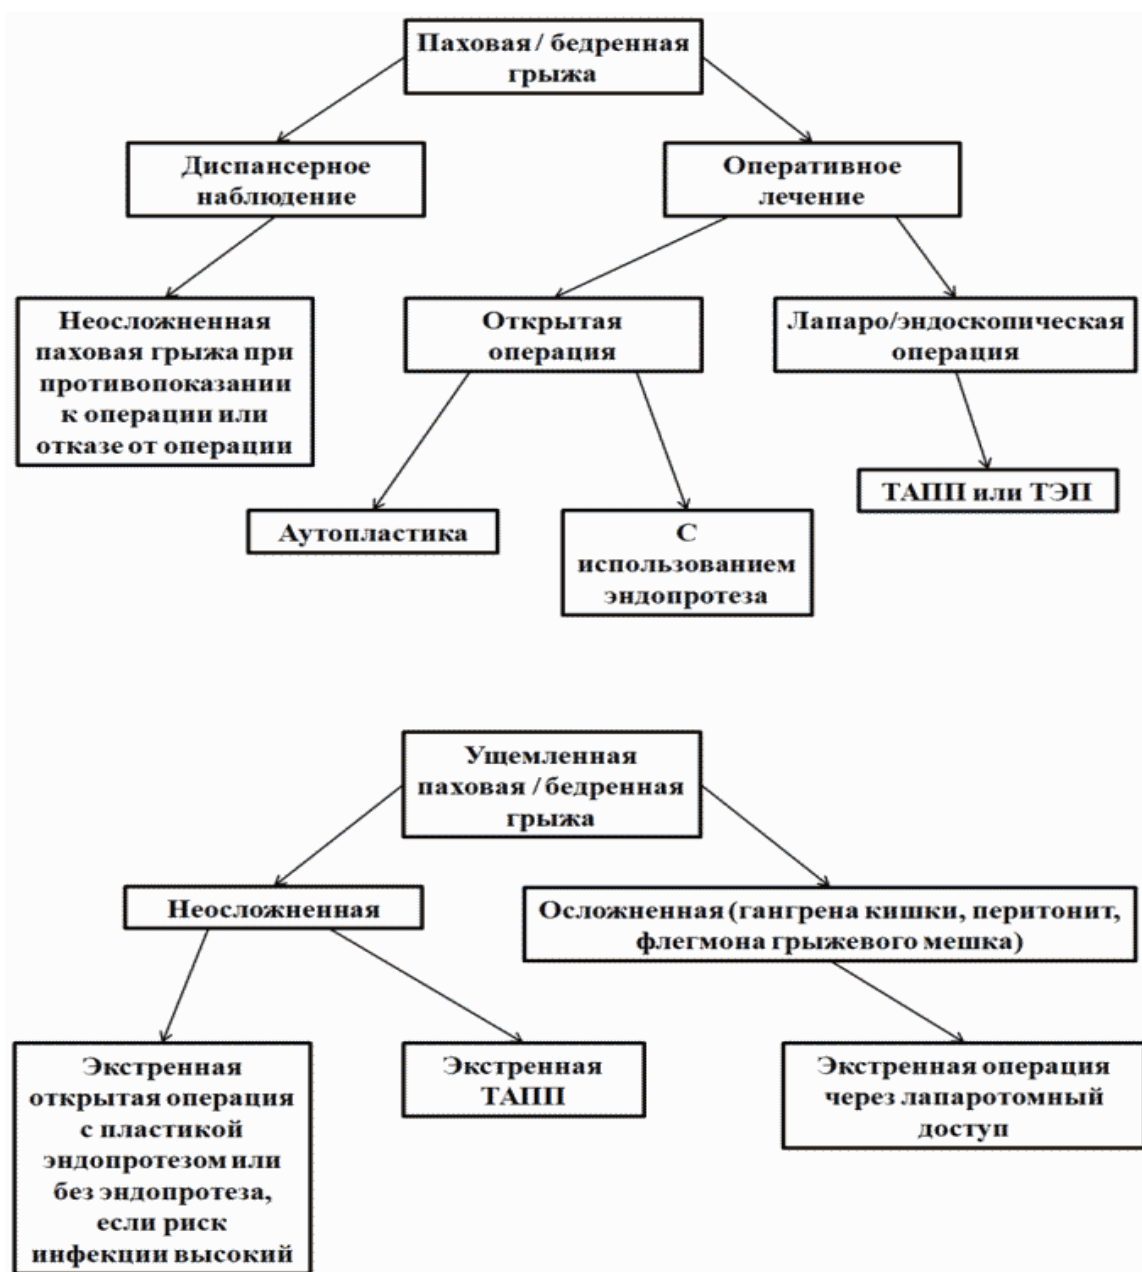 Паховая / бедренная
грыжа
Диспансерное
наблюдение
Оперативное
лечение
Неосложненная
паховая грыжа при
противопоказании
к операции или
отказе от операции
Открытая
операция
Лапаро/эндоскопическая
операция
Аутопластика
С
использованием
эндопротеза
ТАПП или ТЭП
Ущемленная
паховая / бедренная
грыжа
Неосложненная
Осложненная (гангрена кишки, перитонит,
флегмона грыжевого мешка)
Экстренная
открытая операция
с пластикой
эндопротезом или
без эндопротеза,
если риск
инфекции высокий
Экстренная
ТАПП
Экстренная операция
через лапаротомный
доступ